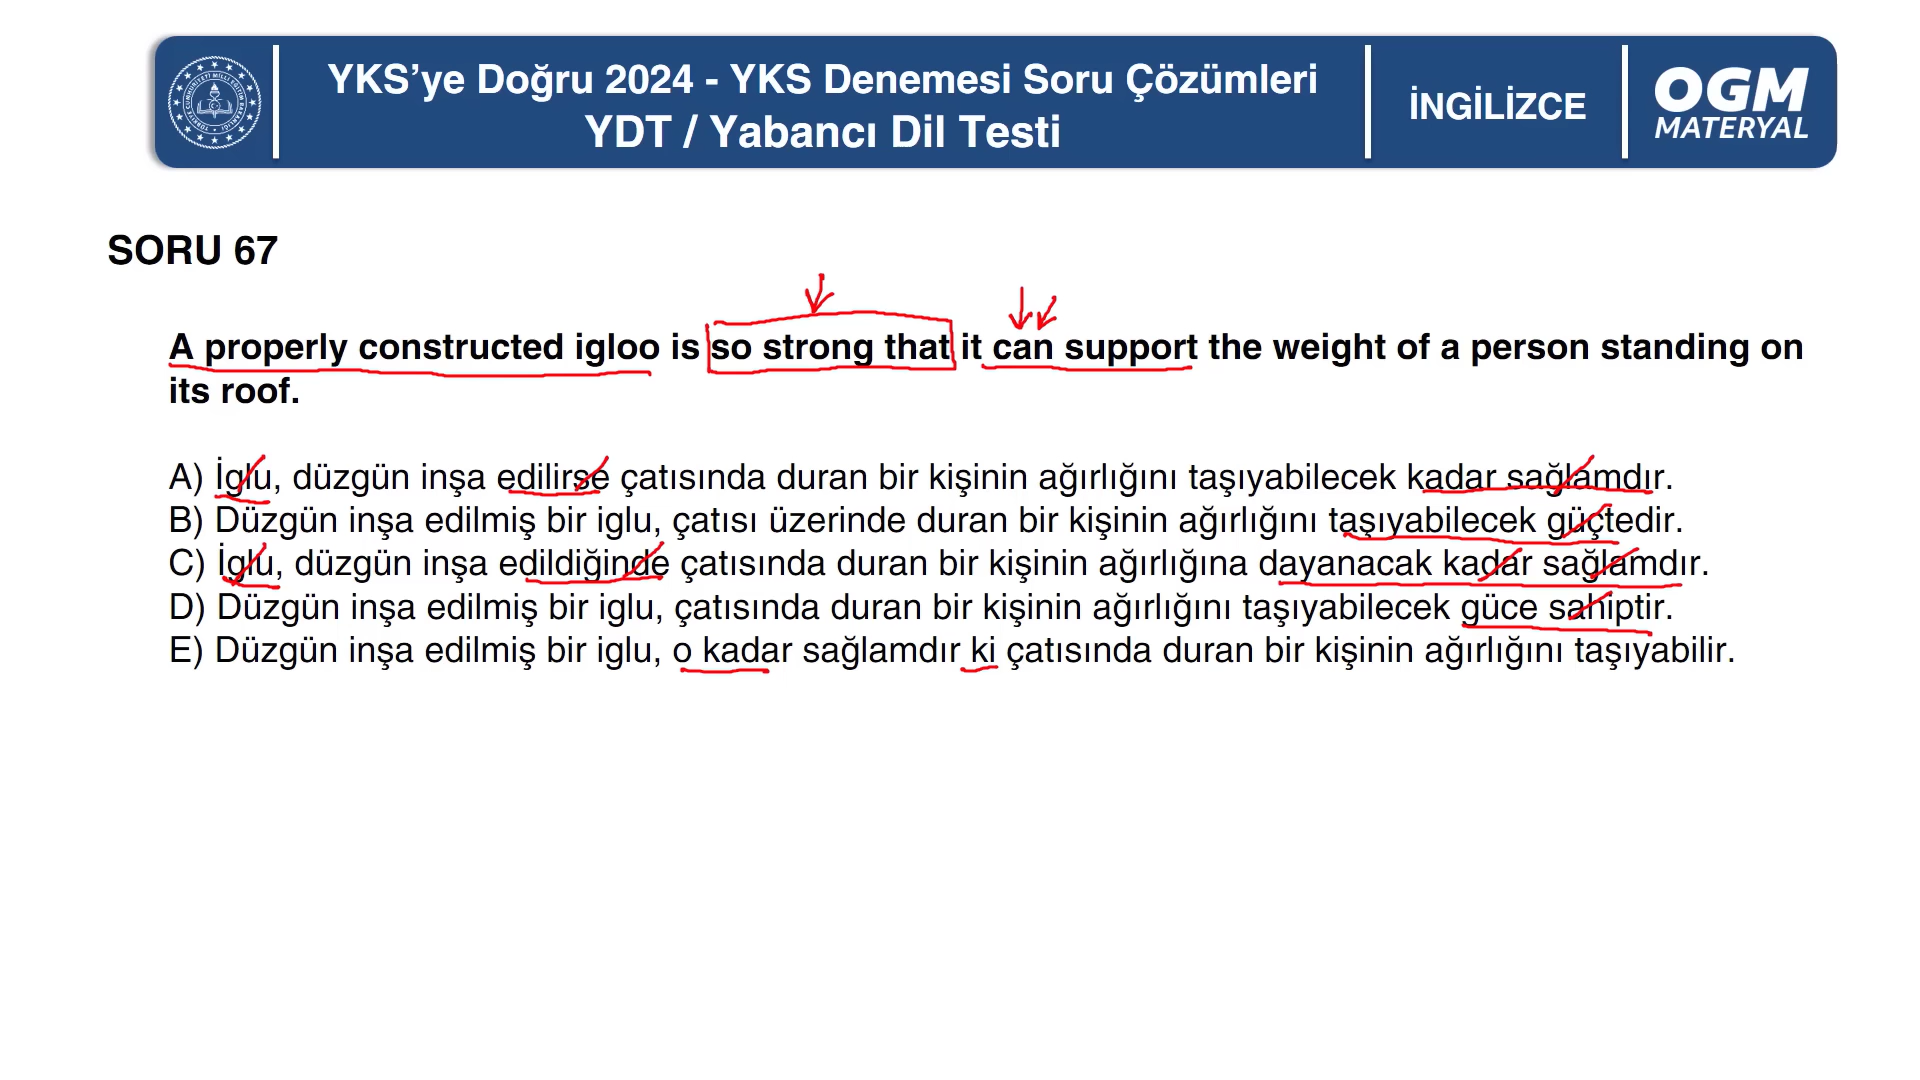 YKS'ye Doğru 2024 - YKS Denemesi Soru Çözümleri
YDT / Yabancı Dil Testi
İNGİLİZCE
OGM
MATERYAL
SORU 67
A properly constructed igloo is so strong that it can support the weight of a person standing on
its roof.
A) İglu, düzgün inşa edilirse çatısında duran bir kişinin ağırlığını taşıyabilecek kadar sağlamdır.
B) Düzgün inşa edilmiş bir iglu, çatısı üzerinde duran bir kişinin ağırlığını taşıyabilecek güçtedir.
C) İglu, düzgün inşa edildiğinde çatısında duran bir kişinin ağırlığına dayanacak kadar sağlamdır.
D) Düzgün inşa edilmiş bir iglu, çatısında duran bir kişinin ağırlığını taşıyabilecek güce sahiptir.
E) Düzgün inşa edilmiş bir iglu, o kadar sağlamdır ki çatısında duran bir kişinin ağırlığını taşıyabilir.